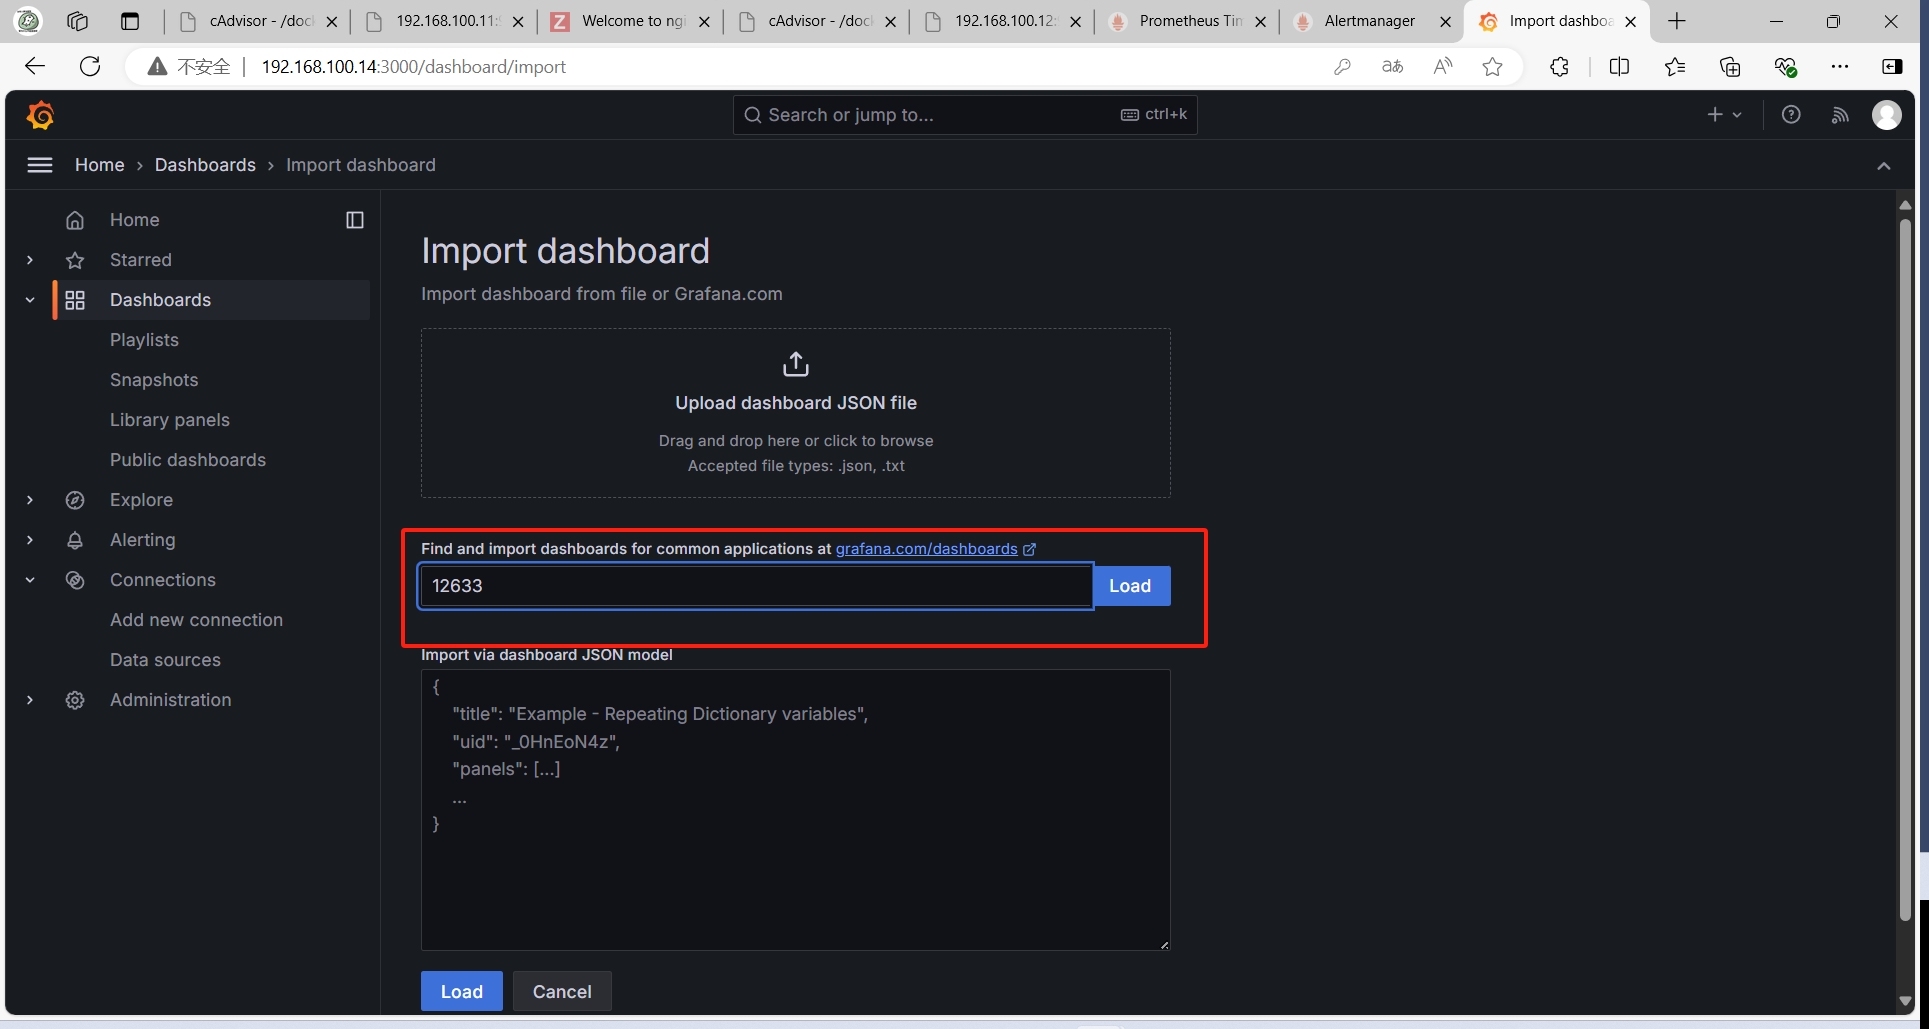 cAdvisor - /doc
192.168.100.11:
Welcome to ngi
cAdvisor - /doc
192.168.100.12:
Prometheus Tim
Alertmanager
Import dashboa
不安全
192.168.100.14:3000/dashboard/import
aあ
Search or jump to...
ctrl+k
Home › Dashboards › Import dashboard
Home
Starred
Dashboards
Playlists
Snapshots
Library panels
Public dashboards
Explore
Alerting
Connections
Add new connection
Data sources
Administration
Import dashboard
Import dashboard from file or Grafana.com
Upload dashboard JSON file
Drag and drop here or click to browse
Accepted file types: .json, .txt
Find and import dashboards for common applications at grafana.com/dashboards
12633
Load
Import via dashboard JSON model
{
"title": "Example - Repeating Dictionary variables",
"uid": "_0HnEoN4z",
"panels": [...]
...
}
Load
Cancel